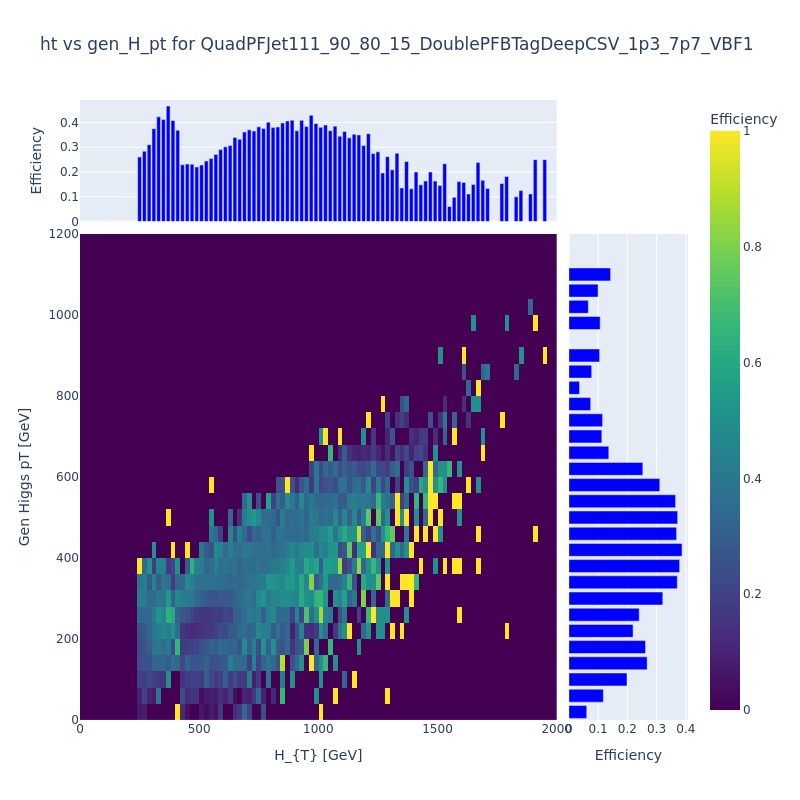 ht vs gen_H_pt for QuadPFJet111_90_80_15_DoublePFBTagDeepCSV_1p3_7p7_VBF1
Efficiency
0.4
0.3
0.2
0.1
0
Efficiency
1
0.8
0.6
0.4
0.2
0
Gen Higgs pT [GeV]
1200
1000
800
600
400
200
0
0 500 1000 1500 2000
H_{T} [GeV]
0 0.1 0.2 0.3 0.4
Efficiency